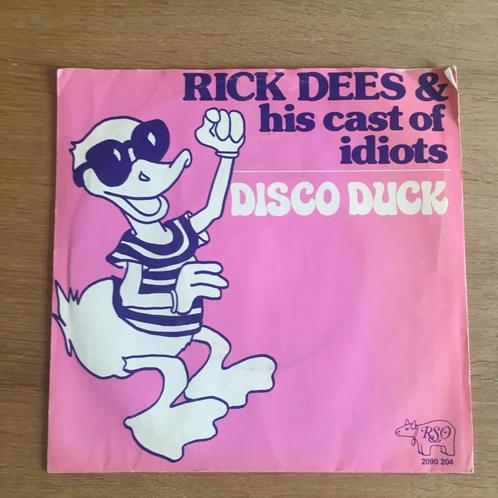 RICK DEES &
his cast of
idiots
DISCO DUCK
RSO
2090 204